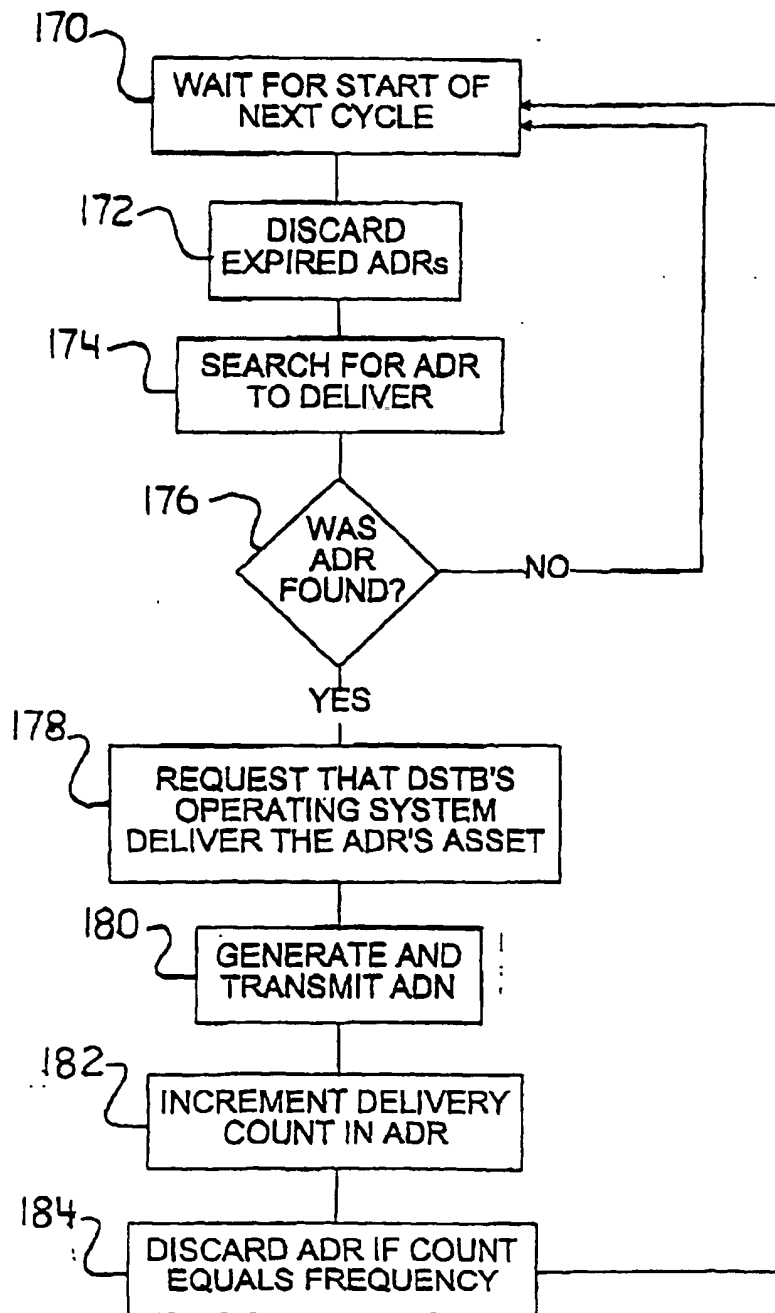 170
WAIT FOR START OF
NEXT CYCLE
172
DISCARD
EXPIRED ADRs
174
SEARCH FOR ADR
TO DELIVER
176
WAS
ADR
FOUND?
NO
YES
178
REQUEST THAT DSTB'S
OPERATING SYSTEM
DELIVER THE ADR'S ASSET
180
GENERATE AND
TRANSMIT ADN
182
INCREMENT DELIVERY
COUNT IN ADR
184
DISCARD ADR IF COUNT
EQUALS FREQUENCY